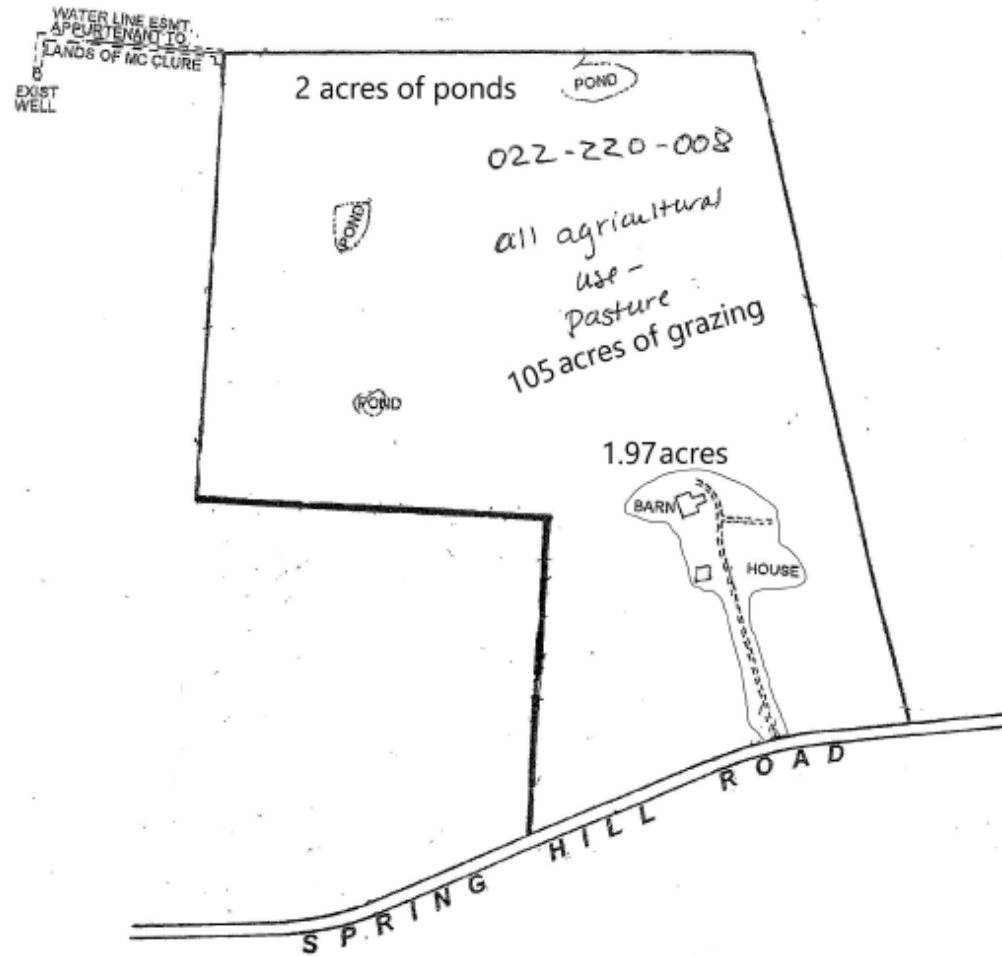 WATER LINE ESMT.
APPURTENANT TO
LANDS OF MC CLURE
EXIST
WELL
2 acres of ponds
POND
022-220-008
all agricultural
use -
Pasture
105 acres of grazing
POND
POND
1.97 acres
BARN
HOUSE
SPRING HILL ROAD